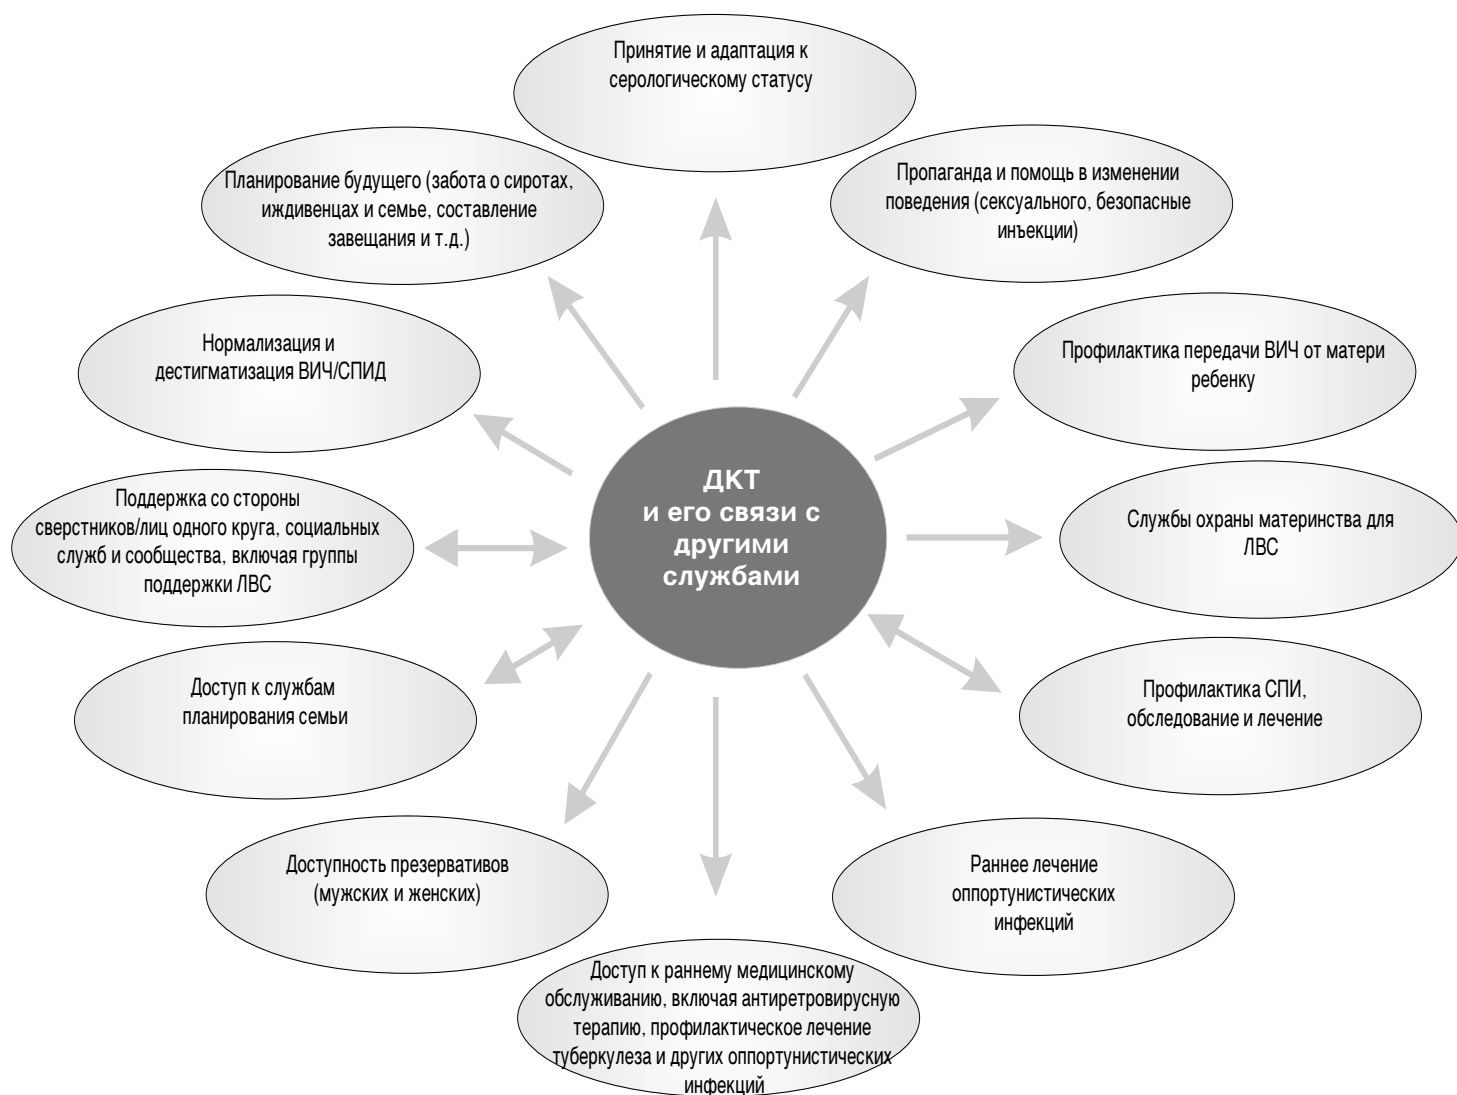 Принятие и адаптация к
серологическому статусу
Планирование будущего (забота о сиротах,
иждивенцах и семье, составление
завещания и т.д.)
Пропаганда и помощь в изменении
поведения (сексуального, безопасные
инъекции)
Нормализация и
дестигматизация ВИЧ/СПИД
Профилактика передачи ВИЧ от матери
ребенку
ДКТ
и его связи с
другими
службами
Поддержка со стороны
сверстников/лиц одного круга, социальных
служб и сообщества, включая группы
поддержки ЛВС
Службы охраны материнства для
ЛВС
Доступ к службам
планирования семьи
Профилактика СПИ,
обследование и лечение
Доступность презервативов
(мужских и женских)
Раннее лечение
оппортунистических
инфекций
Доступ к раннему медицинскому
обслуживанию, включая антиретровирусную
терапию, профилактическое лечение
туберкулеза и других оппортунистических
инфекций